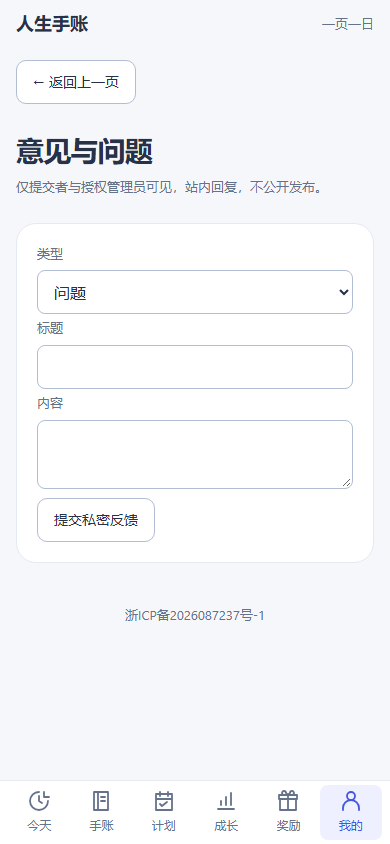 人生手账
一页一日
← 返回上一页
意见与问题
仅提交者与授权管理员可见，站内回复，不公开发布。
类型
问题
标题
内容
提交私密反馈
浙ICP备2026087237号-1
今天
手账
计划
成长
奖励
我的